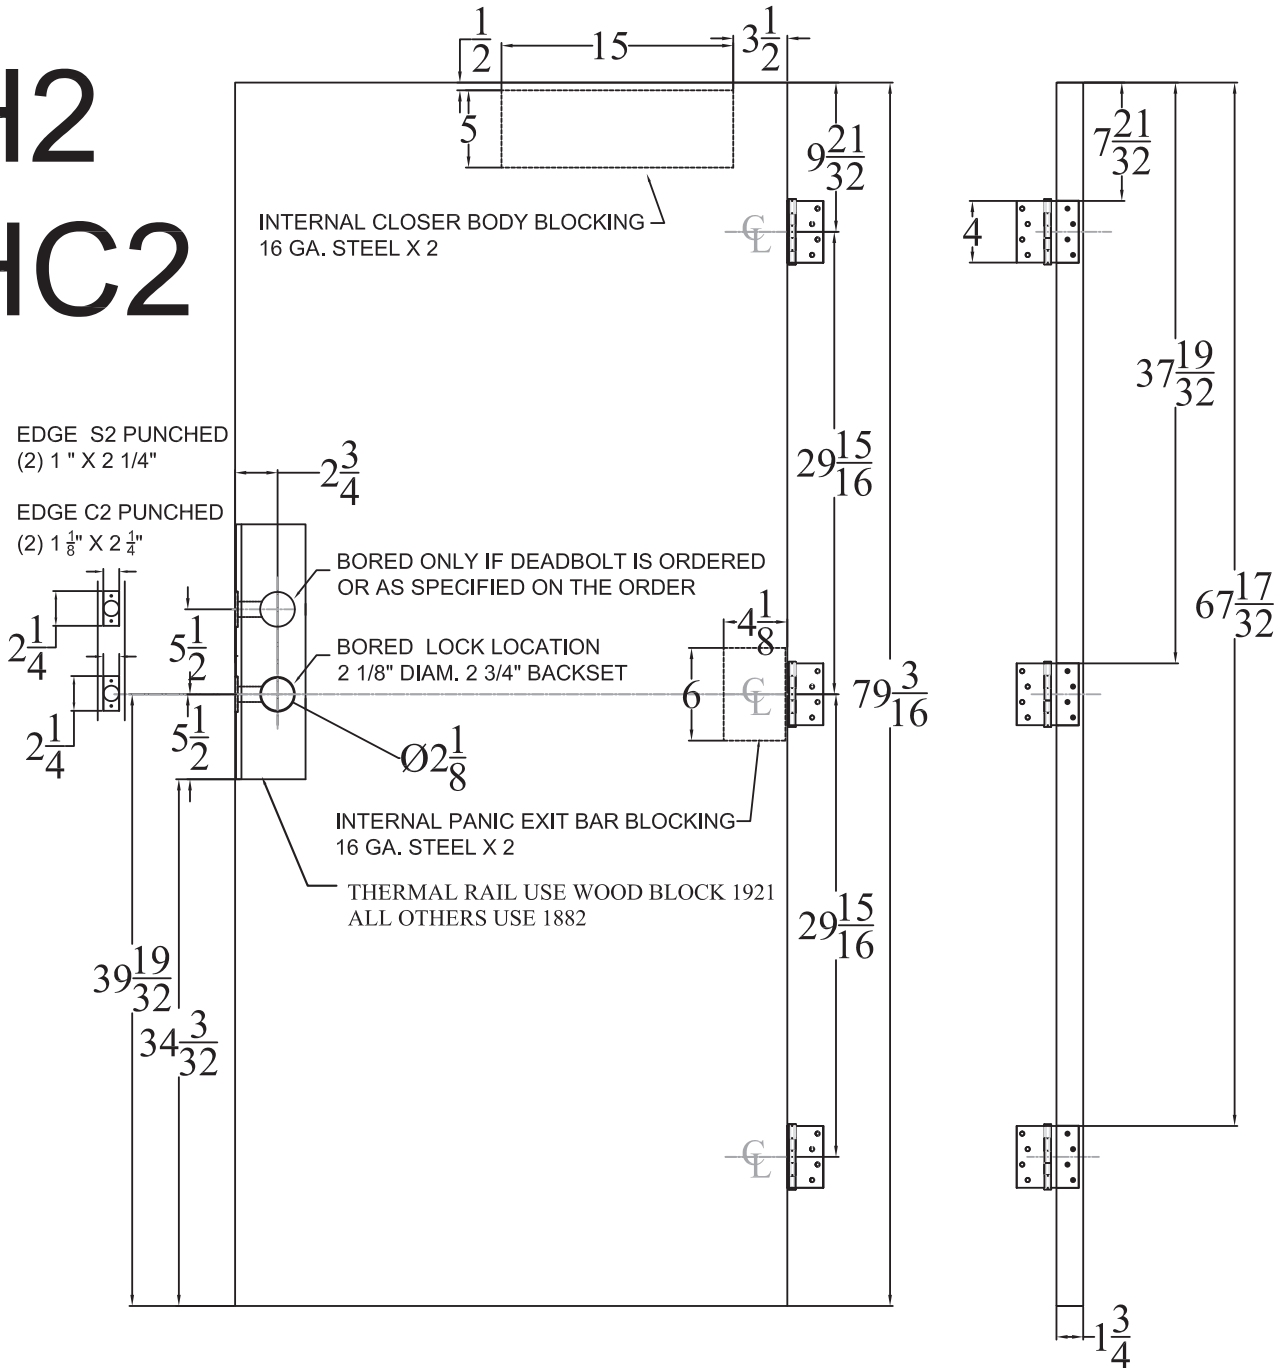 H2
HC2
1/2
15
3 1/2
5
9 21/32
7 21/32
INTERNAL CLOSER BODY BLOCKING
16 GA. STEEL X 2
CL
4
37 19/32
EDGE S2 PUNCHED
(2) 1 " X 2 1/4"
2 3/4
29 15/16
EDGE C2 PUNCHED
(2) 1 1/8" X 2 1/4"
BORED ONLY IF DEADBOLT IS ORDERED
OR AS SPECIFIED ON THE ORDER
67 17/32
2 1/4
5 1/2
4 1/8
BORED LOCK LOCATION
2 1/8" DIAM. 2 3/4" BACKSET
6
CL
79 3/16
2 1/4
5 1/2
Ø2 1/8
INTERNAL PANIC EXIT BAR BLOCKING
16 GA. STEEL X 2
THERMAL RAIL USE WOOD BLOCK 1921
ALL OTHERS USE 1882
29 15/16
39 19/32
34 3/32
CL
1 3/4